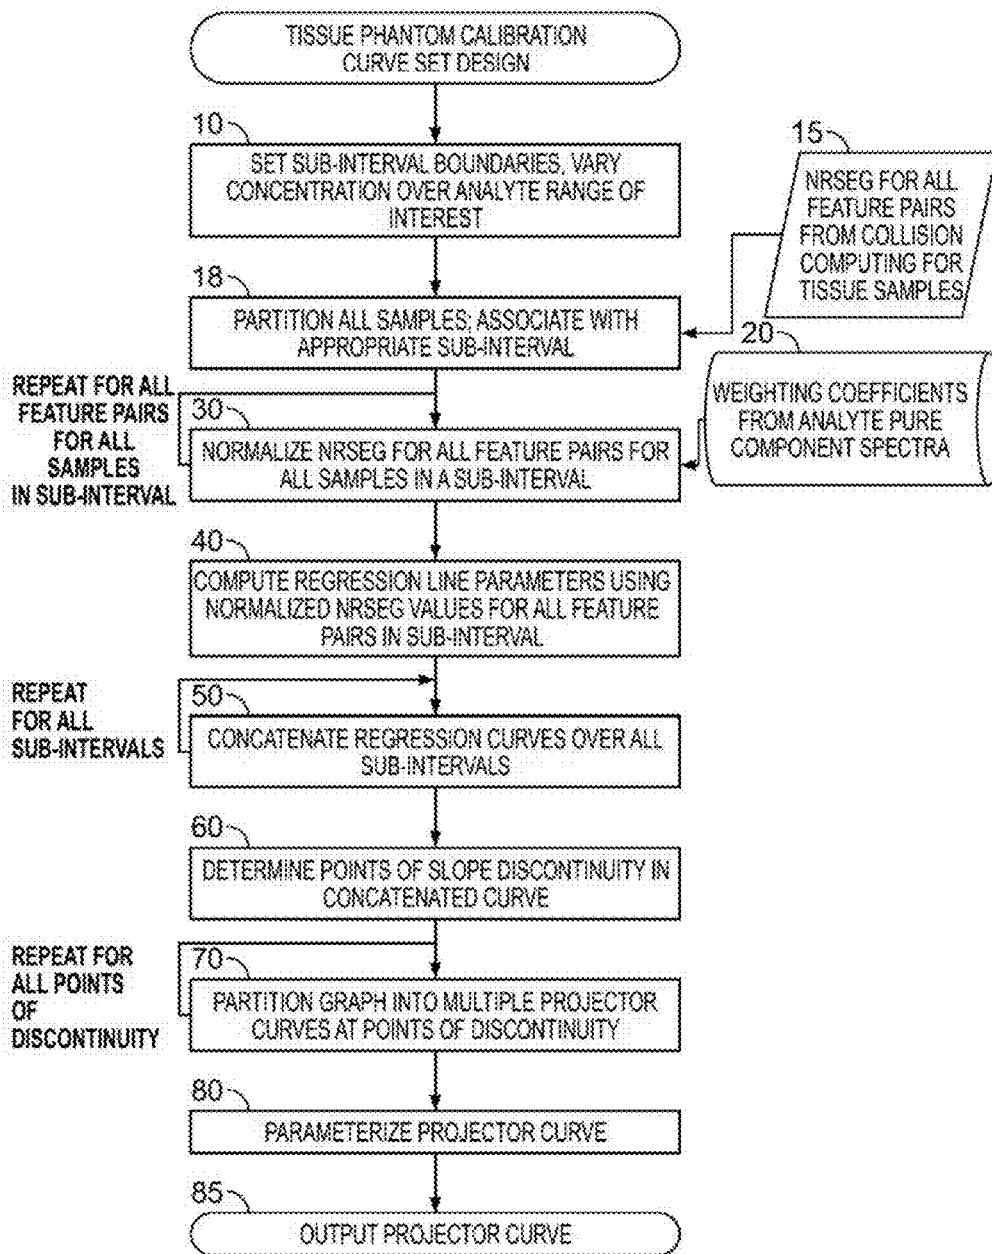 TISSUE PHANTOM CALIBRATION
CURVE SET DESIGN
10
SET SUB-INTERVAL BOUNDARIES, VARY
CONCENTRATION OVER ANALYTE RANGE OF
INTEREST
15
NRSEG FOR ALL
FEATURE PAIRS
FROM COLLISION
COMPUTING FOR
TISSUE SAMPLES
18
PARTITION ALL SAMPLES; ASSOCIATE WITH
APPROPRIATE SUB-INTERVAL
20
WEIGHTING COEFFICIENTS
FROM ANALYTE PURE
COMPONENT SPECTRA
REPEAT FOR ALL
FEATURE PAIRS
FOR ALL
SAMPLES
IN SUB-INTERVAL
30
NORMALIZE NRSEG FOR ALL FEATURE PAIRS FOR
ALL SAMPLES IN A SUB-INTERVAL
40
COMPUTE REGRESSION LINE PARAMETERS USING
NORMALIZED NRSEG VALUES FOR ALL FEATURE
PAIRS IN SUB-INTERVAL
REPEAT
FOR ALL
SUB-INTERVALS
50
CONCATENATE REGRESSION CURVES OVER ALL
SUB-INTERVALS
60
DETERMINE POINTS OF SLOPE DISCONTINUITY IN
CONCATENATED CURVE
REPEAT FOR
ALL POINTS
OF
DISCONTINUITY
70
PARTITION GRAPH INTO MULTIPLE PROJECTOR
CURVES AT POINTS OF DISCONTINUITY
80
PARAMETERIZE PROJECTOR CURVE
85
OUTPUT PROJECTOR CURVE